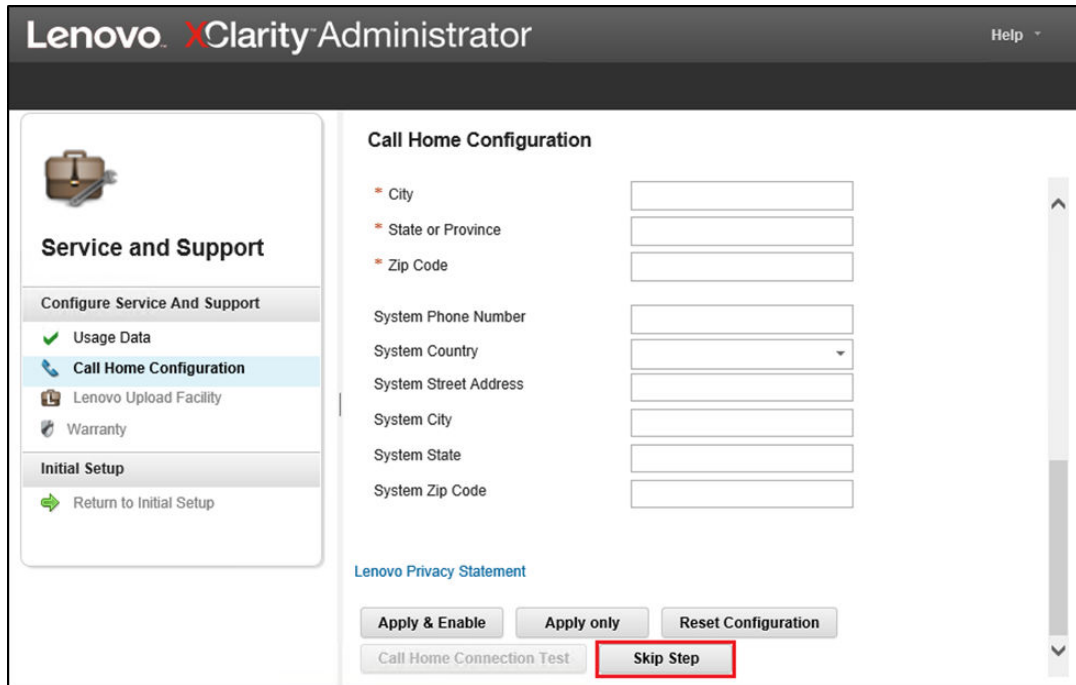 Lenovo. XClarity Administrator
Help
Service and Support
Configure Service And Support
Usage Data
Call Home Configuration
Lenovo Upload Facility
Warranty
Initial Setup
Return to Initial Setup
Call Home Configuration
* City
* State or Province
* Zip Code
System Phone Number
System Country
System Street Address
System City
System State
System Zip Code
Lenovo Privacy Statement
Apply & Enable Apply only Reset Configuration
Call Home Connection Test Skip Step